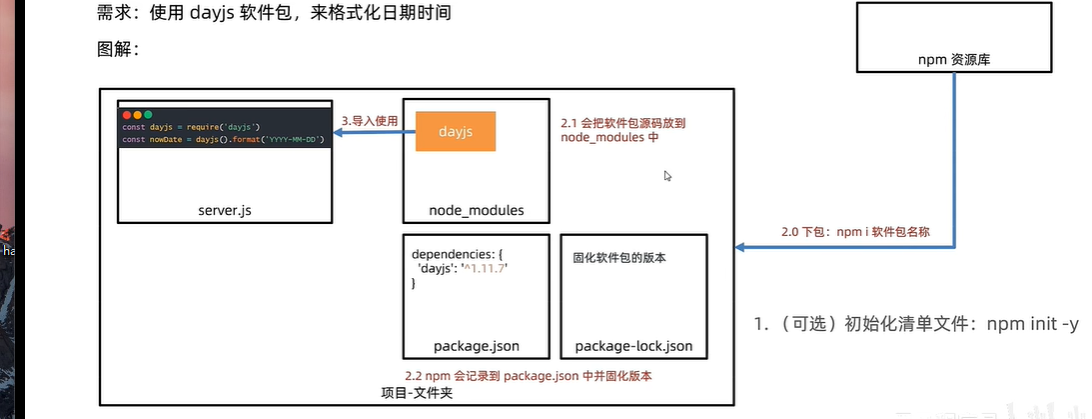 需求：使用 dayjs 软件包，来格式化日期时间
图解：
npm 资源库
const dayjs = require('dayjs')
const nowDate = dayjs().format('YYYY-MM-DD')
server.js
3.导入使用
dayjs
node_modules
2.1 会把软件包源码放到
node_modules 中
2.0 下包：npm i 软件包名称
dependencies: {
'dayjs': '^1.11.7'
}
package.json
固化软件包的版本
package-lock.json
1.（可选）初始化清单文件：npm init -y
2.2 npm 会记录到 package.json 中并固化版本
项目-文件夹
ha